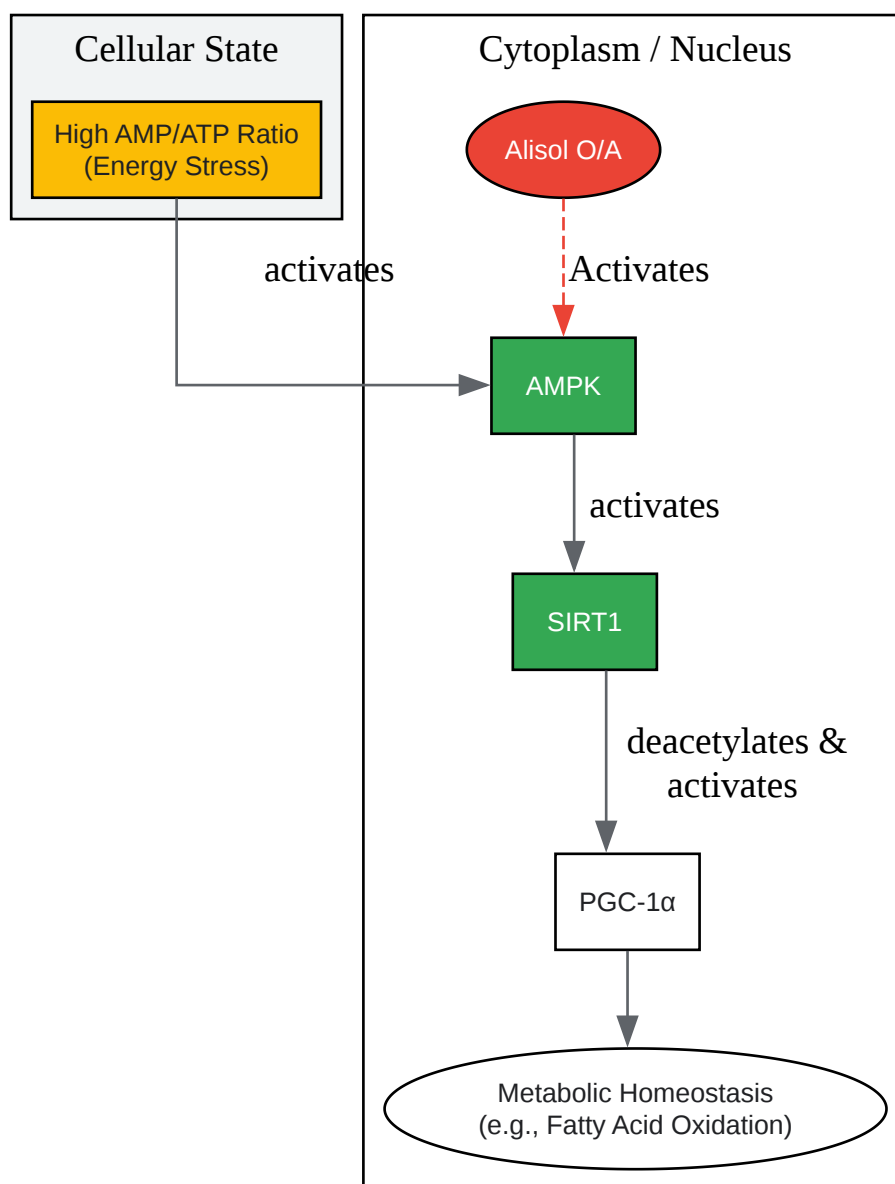 Cellular State
Cytoplasm / Nucleus
High AMP/ATP Ratio
(Energy Stress)
Alisol O/A
activates
Activates
AMPK
activates
SIRT1
deacetylates &
activates
PGC-1α
Metabolic Homeostasis
(e.g., Fatty Acid Oxidation)